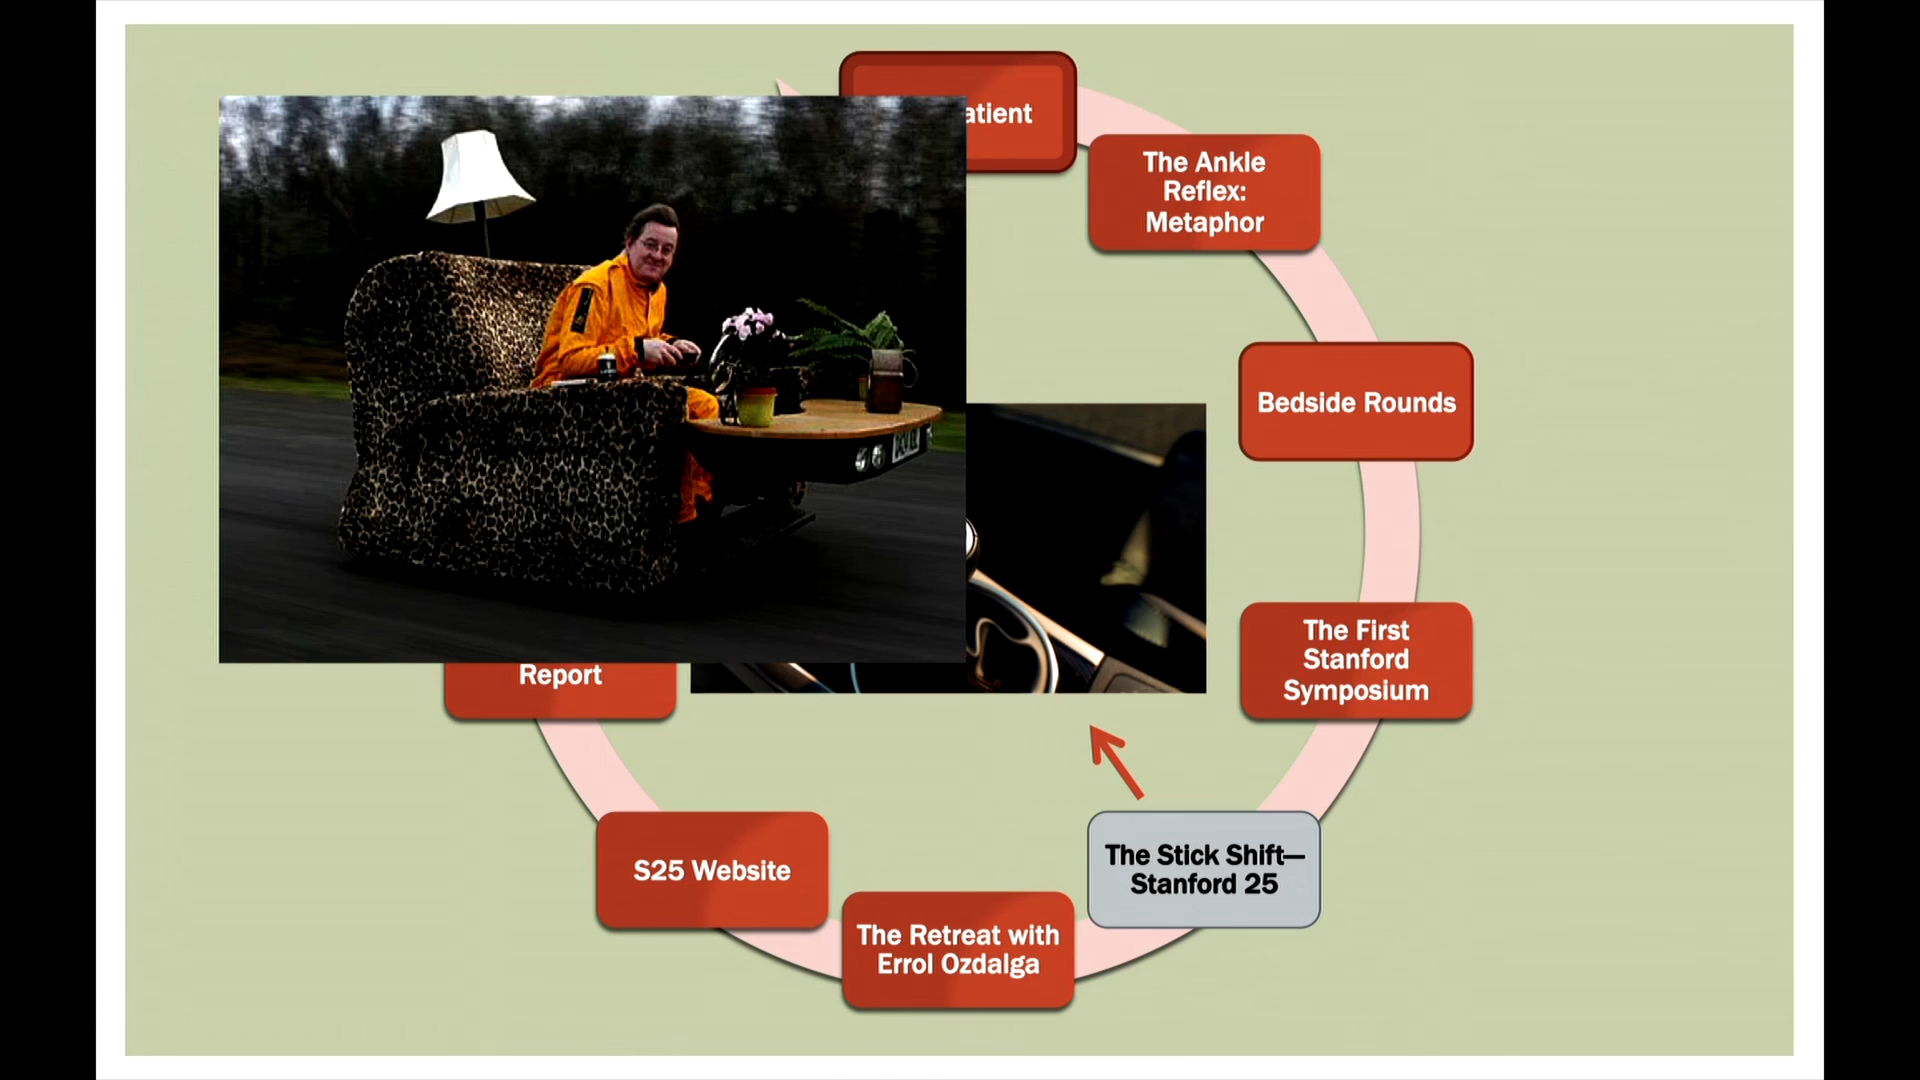 atient
The Ankle
Reflex:
Metaphor
Bedside Rounds
The First
Stanford
Symposium
The Stick Shift—
Stanford 25
The Retreat with
Errol Ozdalga
S25 Website
Report